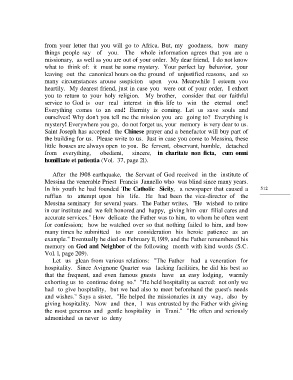 from your letter that you will go to Africa. But, my goodness, how many
things people say of you. The whole information agrees that you are a
missionary, as well as you are out of your order. My dear friend, I do not know
what to think of: it must be some mystery. Your perfect lay behavior, your
leaving out the canonical hours on the ground of unjustified reasons, and so
many circumstances arouse suspicion upon you. Meanwhile I esteem you
heartily. My dearest friend, just in case you were out of your order. I exhort
you to return to your holy religion. My brother, consider that our faithful
service to God is our real interest in this life to win the eternal one!
Everything comes to an end! Eternity is coming. Let us save souls and
ourselves! Why don't you tell me the mission you are going to? Everything is
mystery! Everywhere you go, do not forget us, your memory is very dear to us.
Saint Joseph has accepted the Chinese prayer and a benefactor will buy part of
the building for us. Please write to us. Just in case you come to Messina, these
little houses are always open to you. Be fervent, observant, humble, detached
from everything, obedient, sincere, in charitate non ficta, cum omni
humilitate et patientia (Vol. 37, page 21).
After the 1908 earthquake, the Servant of God received in the institute of
Messina the venerable Priest Francis Jannello who was blind since many years.
In his youth he had founded The Catholic Sicily, a newspaper that caused a
ruffian to attempt upon his life. He had been the vice-director of the
Messina seminary for several years. The Father writes, "He wished to retire
in our institute and we felt honored and happy, giving him our filial cares and
accurate services." How delicate the Father was to him, to whom he often went
for confession; how he watched over so that nothing failed to him, and how
many times he submitted to our consideration his heroic patience as an
example." Eventually he died on February 9, 1919, and the Father remembered his
memory on God and Neighbor of the following month with kind words (S.C.
Vol. 1, page 209).
512
Let us glean from various relations: "The Father had a veneration for
hospitality. Since Avignone Quarter was lacking facilities, he did his best so
that the frequent, and even famous guests have an easy lodging, warmly
exhorting us to continue doing so." "He held hospitality as sacred: not only we
had to give hospitality, but we had also to meet beforehand the guest's needs
and wishes." Says a sister, "He helped the missionaries in any way, also by
giving hospitality. Now and then, I was entrusted by the Father with giving
the most generous and gentle hospitality in Trani." "He often and seriously
admonished us never to deny